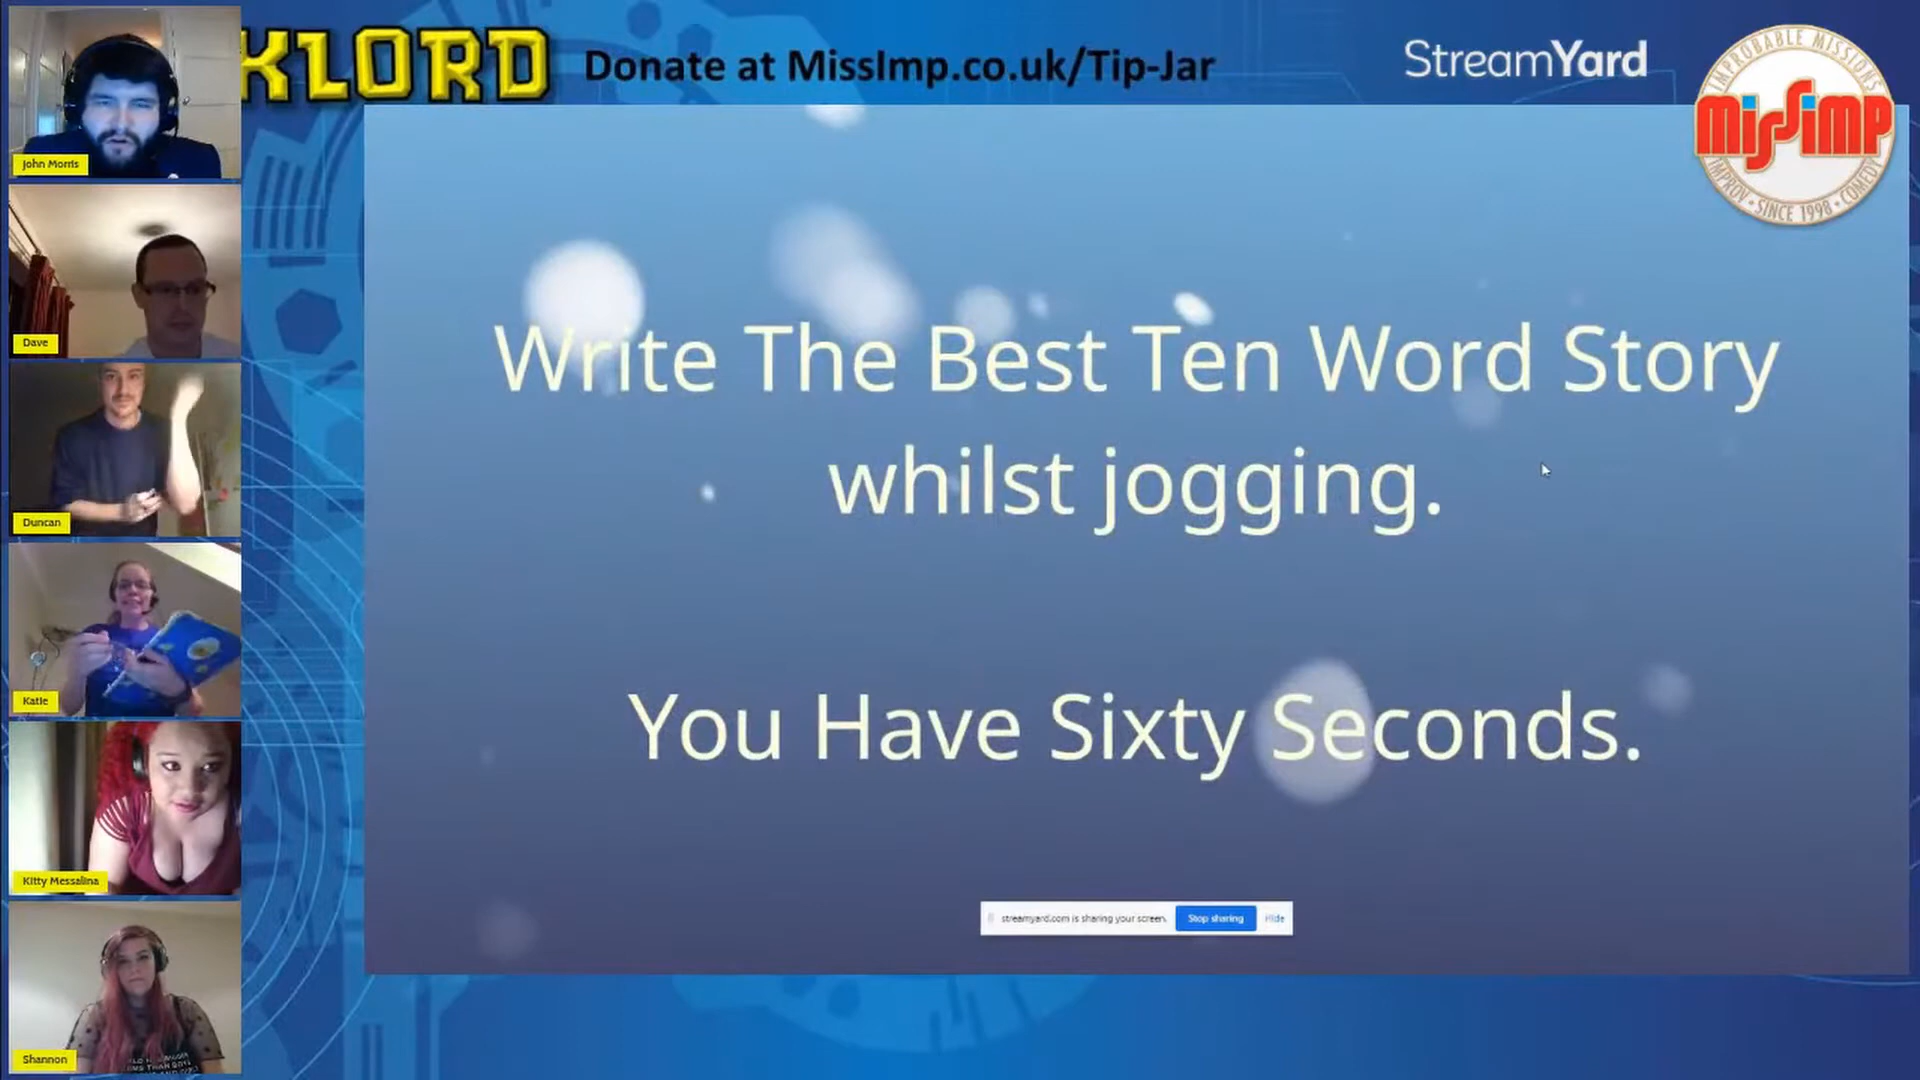 KLORD
Donate at MissImp.co.uk/Tip-Jar
StreamYard
IMPROBABLE MISSIONS
MissImp
IMPROV • SINCE 1998 • COMEDY
John Morris
Dave
Duncan
Katie
Kitty Messalina
Shannon
Write The Best Ten Word Story
whilst jogging.
You Have Sixty Seconds.
streamyard.com is sharing your screen.
Stop sharing
Hide